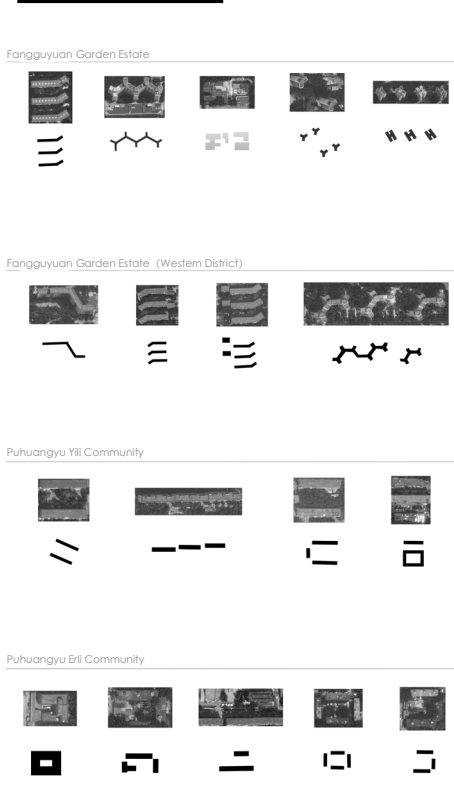 Fangguyuan Garden Estate
Fangguyuan Garden Estate (Western District)
Puhuangyu Yili Community
Puhuangyu Erli Community